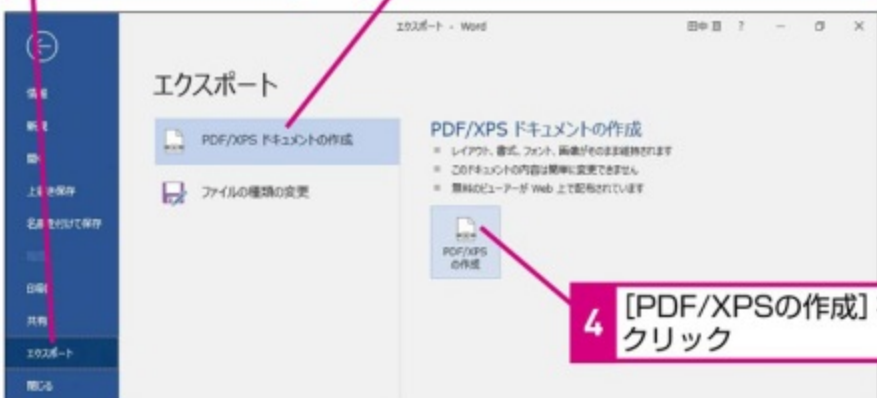 エクスポート - Word
田中 亘 ? - □ ×
情報
新規
開く
上書き保存
名前を付けて保存
印刷
共有
エクスポート
閉じる
エクスポート
PDF/XPS ドキュメントの作成
ファイルの種類の変更
PDF/XPS ドキュメントの作成
レイアウト、書式、フォント、画像がそのまま維持されます
このドキュメントの内容は簡単に変更できません
無料のビューアーが Web 上で配布されています
PDF/XPS
の作成
4 [PDF/XPSの作成]
クリック